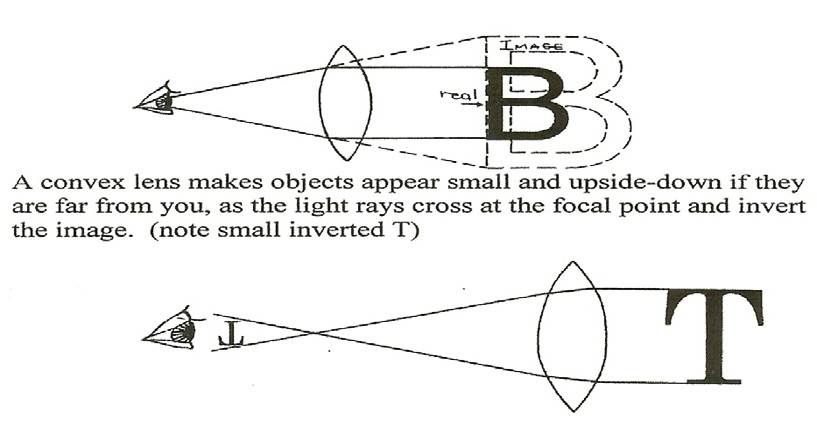 IMAGE
real
B
A convex lens makes objects appear small and upside-down if they
are far from you, as the light rays cross at the focal point and invert
the image. (note small inverted T)
T T